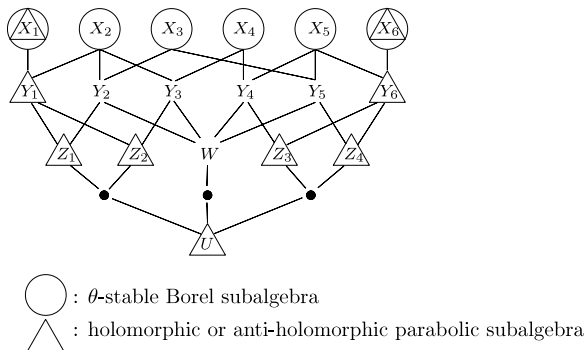 X₁ X₂ X₃ X₄ X₅ X₆
Y₁ Y₂ Y₃ Y₄ Y₅ Y₆
Z₁ Z₂ W Z₃ Z₄
U
: θ-stable Borel subalgebra
: holomorphic or anti-holomorphic parabolic subalgebra